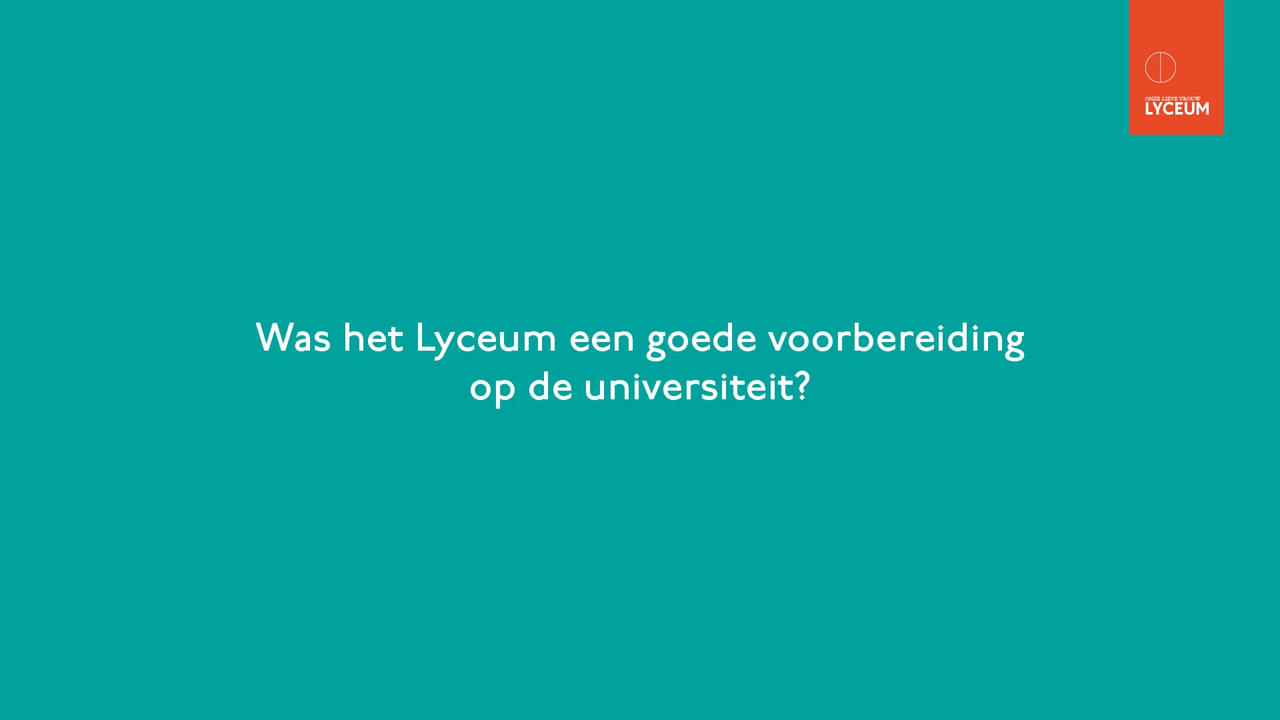 ONZE LIEVE VROUW
LYCEUM
Was het Lyceum een goede voorbereiding
op de universiteit?